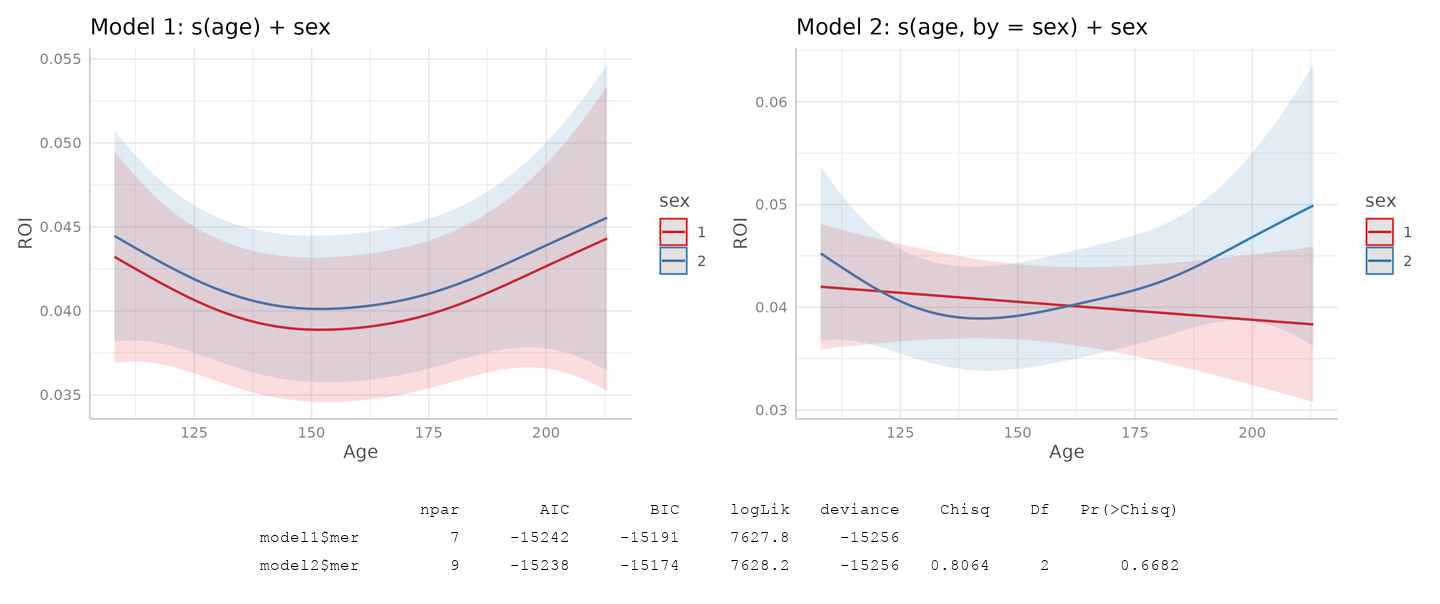 Model 1: s(age) + sex
0.055
0.050
0.045
0.040
0.035
ROI
125 150 175 200
Age
sex
1
2
Model 2: s(age, by = sex) + sex
0.06
0.05
0.04
0.03
ROI
125 150 175 200
Age
sex
1
2
npar AIC BIC logLik deviance Chisq Df Pr(>Chisq)
model1$mer 7 -15242 -15191 7627.8 -15256
model2$mer 9 -15238 -15174 7628.2 -15256 0.8064 2 0.6682